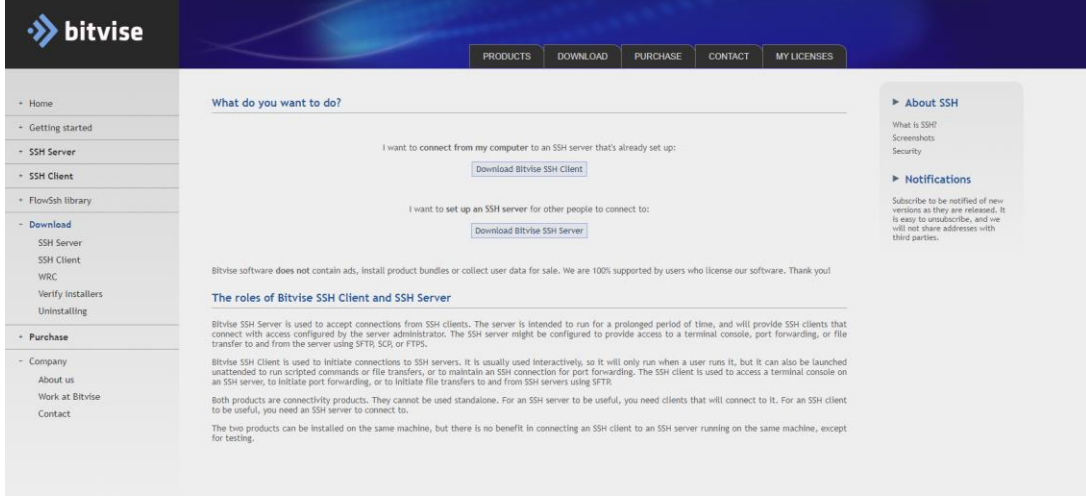 bitvise
PRODUCTS
DOWNLOAD
PURCHASE
CONTACT
MY LICENSES
+ Home
+ Getting started
+ SSH Server
+ SSH Client
+ FlowSsh library
- Download
SSH Server
SSH Client
WRC
Verify installers
Uninstalling
+ Purchase
- Company
About us
Work at Bitvise
Contact
What do you want to do?
I want to connect from my computer to an SSH server that's already set up:
Download Bitvise SSH Client
I want to set up an SSH server for other people to connect to:
Download Bitvise SSH Server
Bitvise software does not contain ads, install product bundles or collect user data for sale. We are 100% supported by users who license our software. Thank you!
The roles of Bitvise SSH Client and SSH Server
Bitvise SSH Server is used to accept connections from SSH clients. The server is intended to run for a prolonged period of time, and will provide SSH clients that
connect with access configured by the server administrator. The SSH server might be configured to provide access to a terminal console, port forwarding, or file
transfer to and from the server using SFTP, SCP, or FTPS.
Bitvise SSH Client is used to initiate connections to SSH servers. It is usually used interactively, so it will only run when a user runs it, but it can also be launched
unattended to run scripted commands or file transfers, or to maintain an SSH connection for port forwarding. The SSH client is used to access a terminal console on
an SSH server, to initiate port forwarding, or to initiate file transfers to and from SSH servers using SFTP.
Both products are connectivity products. They cannot be used standalone. For an SSH server to be useful, you need clients that will connect to it. For an SSH client
to be useful, you need an SSH server to connect to.
The two products can be installed on the same machine, but there is no benefit in connecting an SSH client to an SSH server running on the same machine, except
for testing.
About SSH
What is SSH?
Screenshots
Security
Notifications
Subscribe to be notified of new
versions as they are released. It
is easy to unsubscribe, and we
will not share addresses with
third parties.